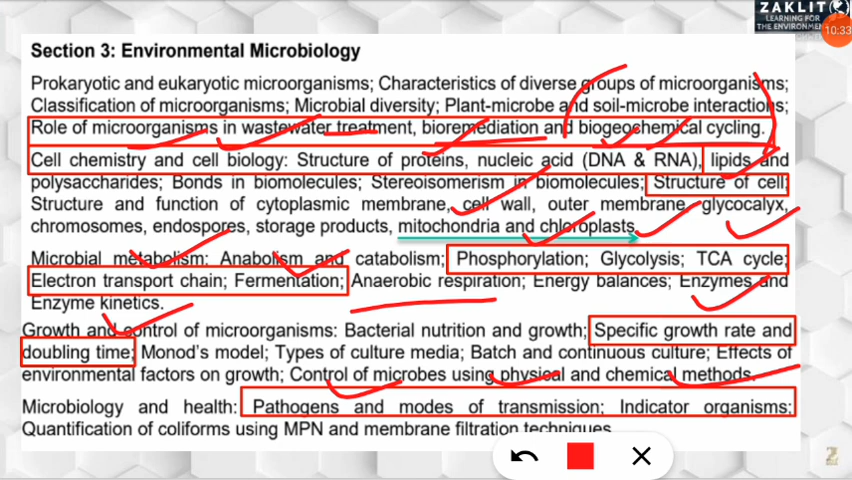 ZAKLIT
LEARNING FOR
THE ENVIRONMENT
10:33
Section 3: Environmental Microbiology
Prokaryotic and eukaryotic microorganisms; Characteristics of diverse groups of microorganisms;
Classification of microorganisms; Microbial diversity; Plant-microbe and soil-microbe interactions;
Role of microorganisms in wastewater treatment, bioremediation and biogeochemical cycling.
Cell chemistry and cell biology: Structure of proteins, nucleic acid (DNA & RNA), lipids and
polysaccharides; Bonds in biomolecules; Stereoisomerism in biomolecules; Structure of cell;
Structure and function of cytoplasmic membrane, cell wall, outer membrane, glycocalyx,
chromosomes, endospores, storage products, mitochondria and chloroplasts.
Microbial metabolism: Anabolism and catabolism; Phosphorylation; Glycolysis; TCA cycle;
Electron transport chain; Fermentation; Anaerobic respiration; Energy balances; Enzymes and
Enzyme kinetics.
Growth and control of microorganisms: Bacterial nutrition and growth; Specific growth rate and
doubling time; Monod's model; Types of culture media; Batch and continuous culture; Effects of
environmental factors on growth; Control of microbes using physical and chemical methods.
Microbiology and health: Pathogens and modes of transmission; Indicator organisms;
Quantification of coliforms using MPN and membrane filtration techniques